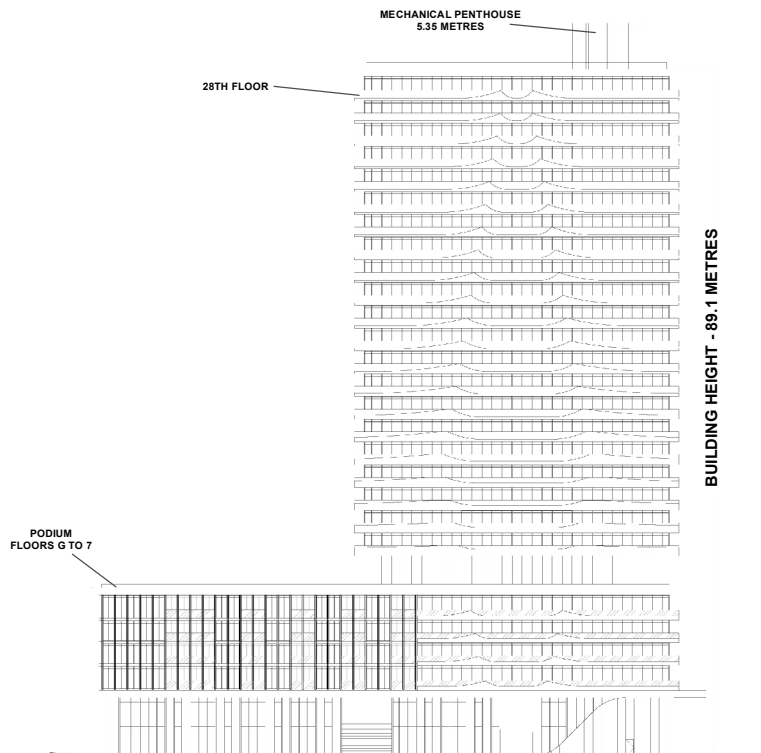 MECHANICAL PENTHOUSE
5.35 METRES
28TH FLOOR
BUILDING HEIGHT - 89.1 METRES
PODIUM
FLOORS G TO 7